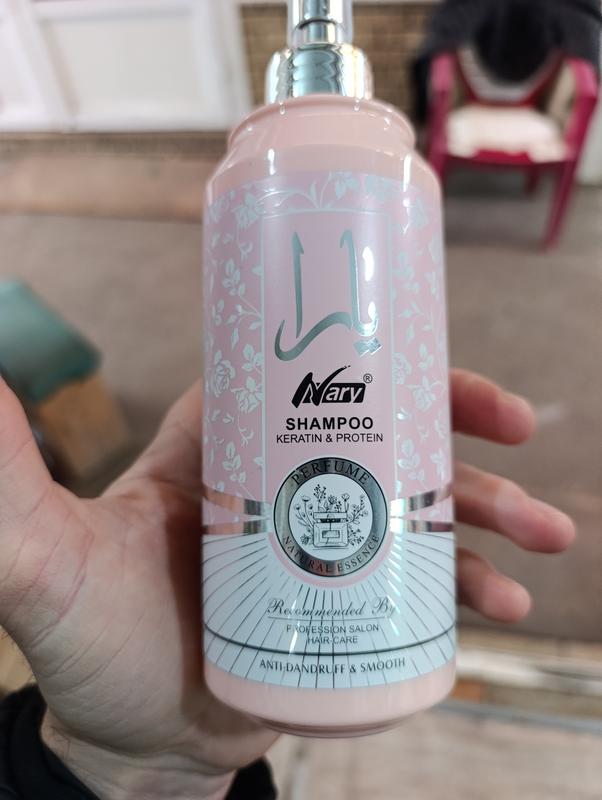 يارا
Nary®
SHAMPOO
KERATIN & PROTEIN
PERFUME
NATURAL ESSENCE
Recommended By
PROFESSION SALON
HAIR-CARE
ANTI-DANDRUFF & SMOOTH